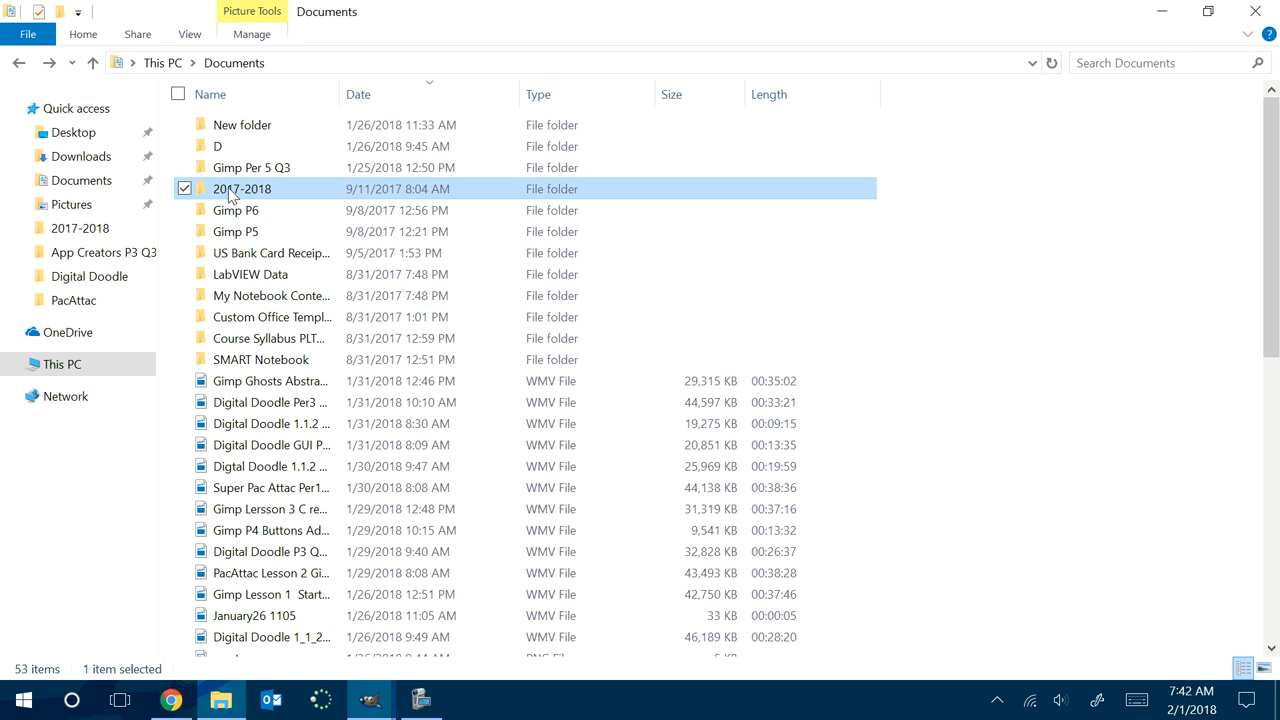 Picture Tools Documents
File Home Share View Manage
This PC Documents Search Documents
Name Date Type Size Length
Quick access
Desktop
Downloads
Documents
Pictures
2017-2018
App Creators P3 Q3
Digital Doodle
PacAttac
OneDrive
This PC
Network
New folder 1/26/2018 11:33 AM File folder
D 1/26/2018 9:45 AM File folder
Gimp Per 5 Q3 1/25/2018 12:50 PM File folder
2017-2018 9/11/2017 8:04 AM File folder
Gimp P6 9/8/2017 12:56 PM File folder
Gimp P5 9/8/2017 12:21 PM File folder
US Bank Card Receip... 9/5/2017 1:53 PM File folder
LabVIEW Data 8/31/2017 7:48 PM File folder
My Notebook Conte... 8/31/2017 7:48 PM File folder
Custom Office Templ... 8/31/2017 1:01 PM File folder
Course Syllabus PLT... 8/31/2017 12:59 PM File folder
SMART Notebook 8/31/2017 12:51 PM File folder
Gimp Ghosts Abstra... 1/31/2018 12:46 PM WMV File 29,315 KB 00:35:02
Digital Doodle Per3 ... 1/31/2018 10:10 AM WMV File 44,597 KB 00:33:21
Digital Doodle 1.1.2 ... 1/31/2018 8:30 AM WMV File 19,275 KB 00:09:15
Digital Doodle GUI P... 1/31/2018 8:09 AM WMV File 20,851 KB 00:13:35
Digtal Doodle 1.1.2 ... 1/30/2018 9:47 AM WMV File 25,969 KB 00:19:59
Super Pac Attac Per1... 1/30/2018 8:08 AM WMV File 44,138 KB 00:38:36
Gimp Lersson 3 C re... 1/29/2018 12:48 PM WMV File 31,319 KB 00:37:16
Gimp P4 Buttons Ad... 1/29/2018 10:15 AM WMV File 9,541 KB 00:13:32
Digital Doodle P3 Q... 1/29/2018 9:40 AM WMV File 32,828 KB 00:26:37
PacAttac Lesson 2 Gi... 1/29/2018 8:08 AM WMV File 43,493 KB 00:38:28
Gimp Lesson 1 Start... 1/26/2018 12:51 PM WMV File 42,750 KB 00:37:46
January26 1105 1/26/2018 11:05 AM WMV File 33 KB 00:00:05
Digital Doodle 1_1_2... 1/26/2018 9:49 AM WMV File 46,189 KB 00:28:20
53 items 1 item selected
7:42 AM
2/1/2018